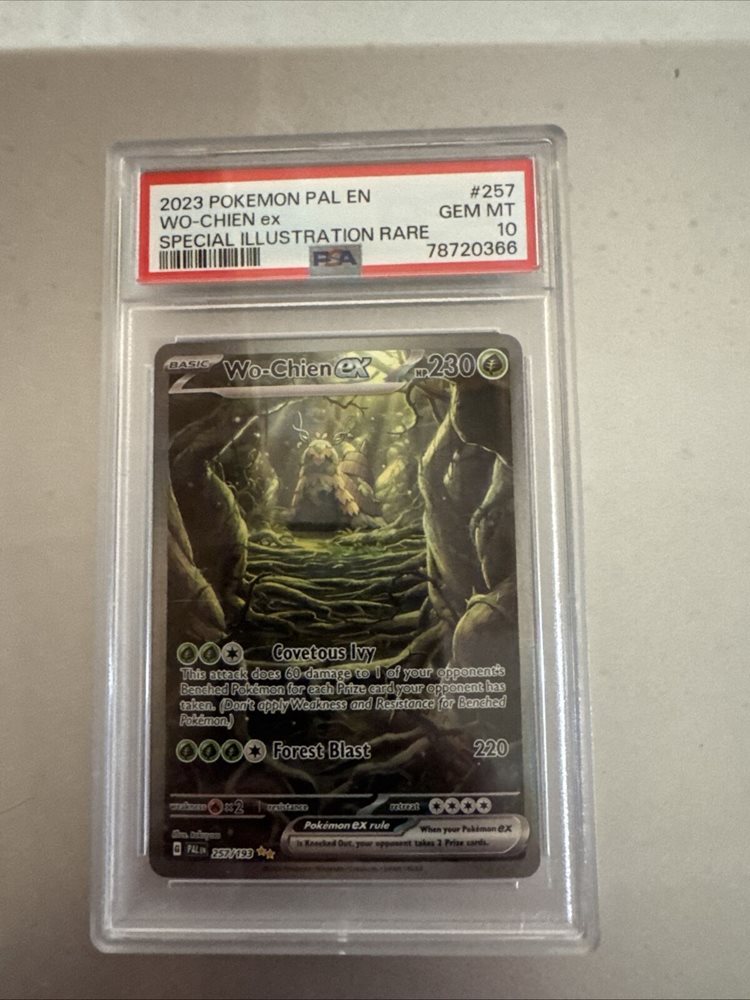 2023 POKEMON PAL EN #257
WO-CHIEN ex GEM MT
SPECIAL ILLUSTRATION RARE 10
PSA 78720366
BASIC Wo-Chien ex HP 230
Covetous Ivy
This attack does 60 damage to 1 of your opponent's
Benched Pokémon for each Prize card your opponent has
taken. (Don't apply Weakness and Resistance for Benched
Pokémon.)
Forest Blast 220
weakness ×2 resistance retreat
Pokémon ex rule When your Pokémon ex
is Knocked Out, your opponent takes 2 Prize cards.
Illus.
G PAL EN 257/193